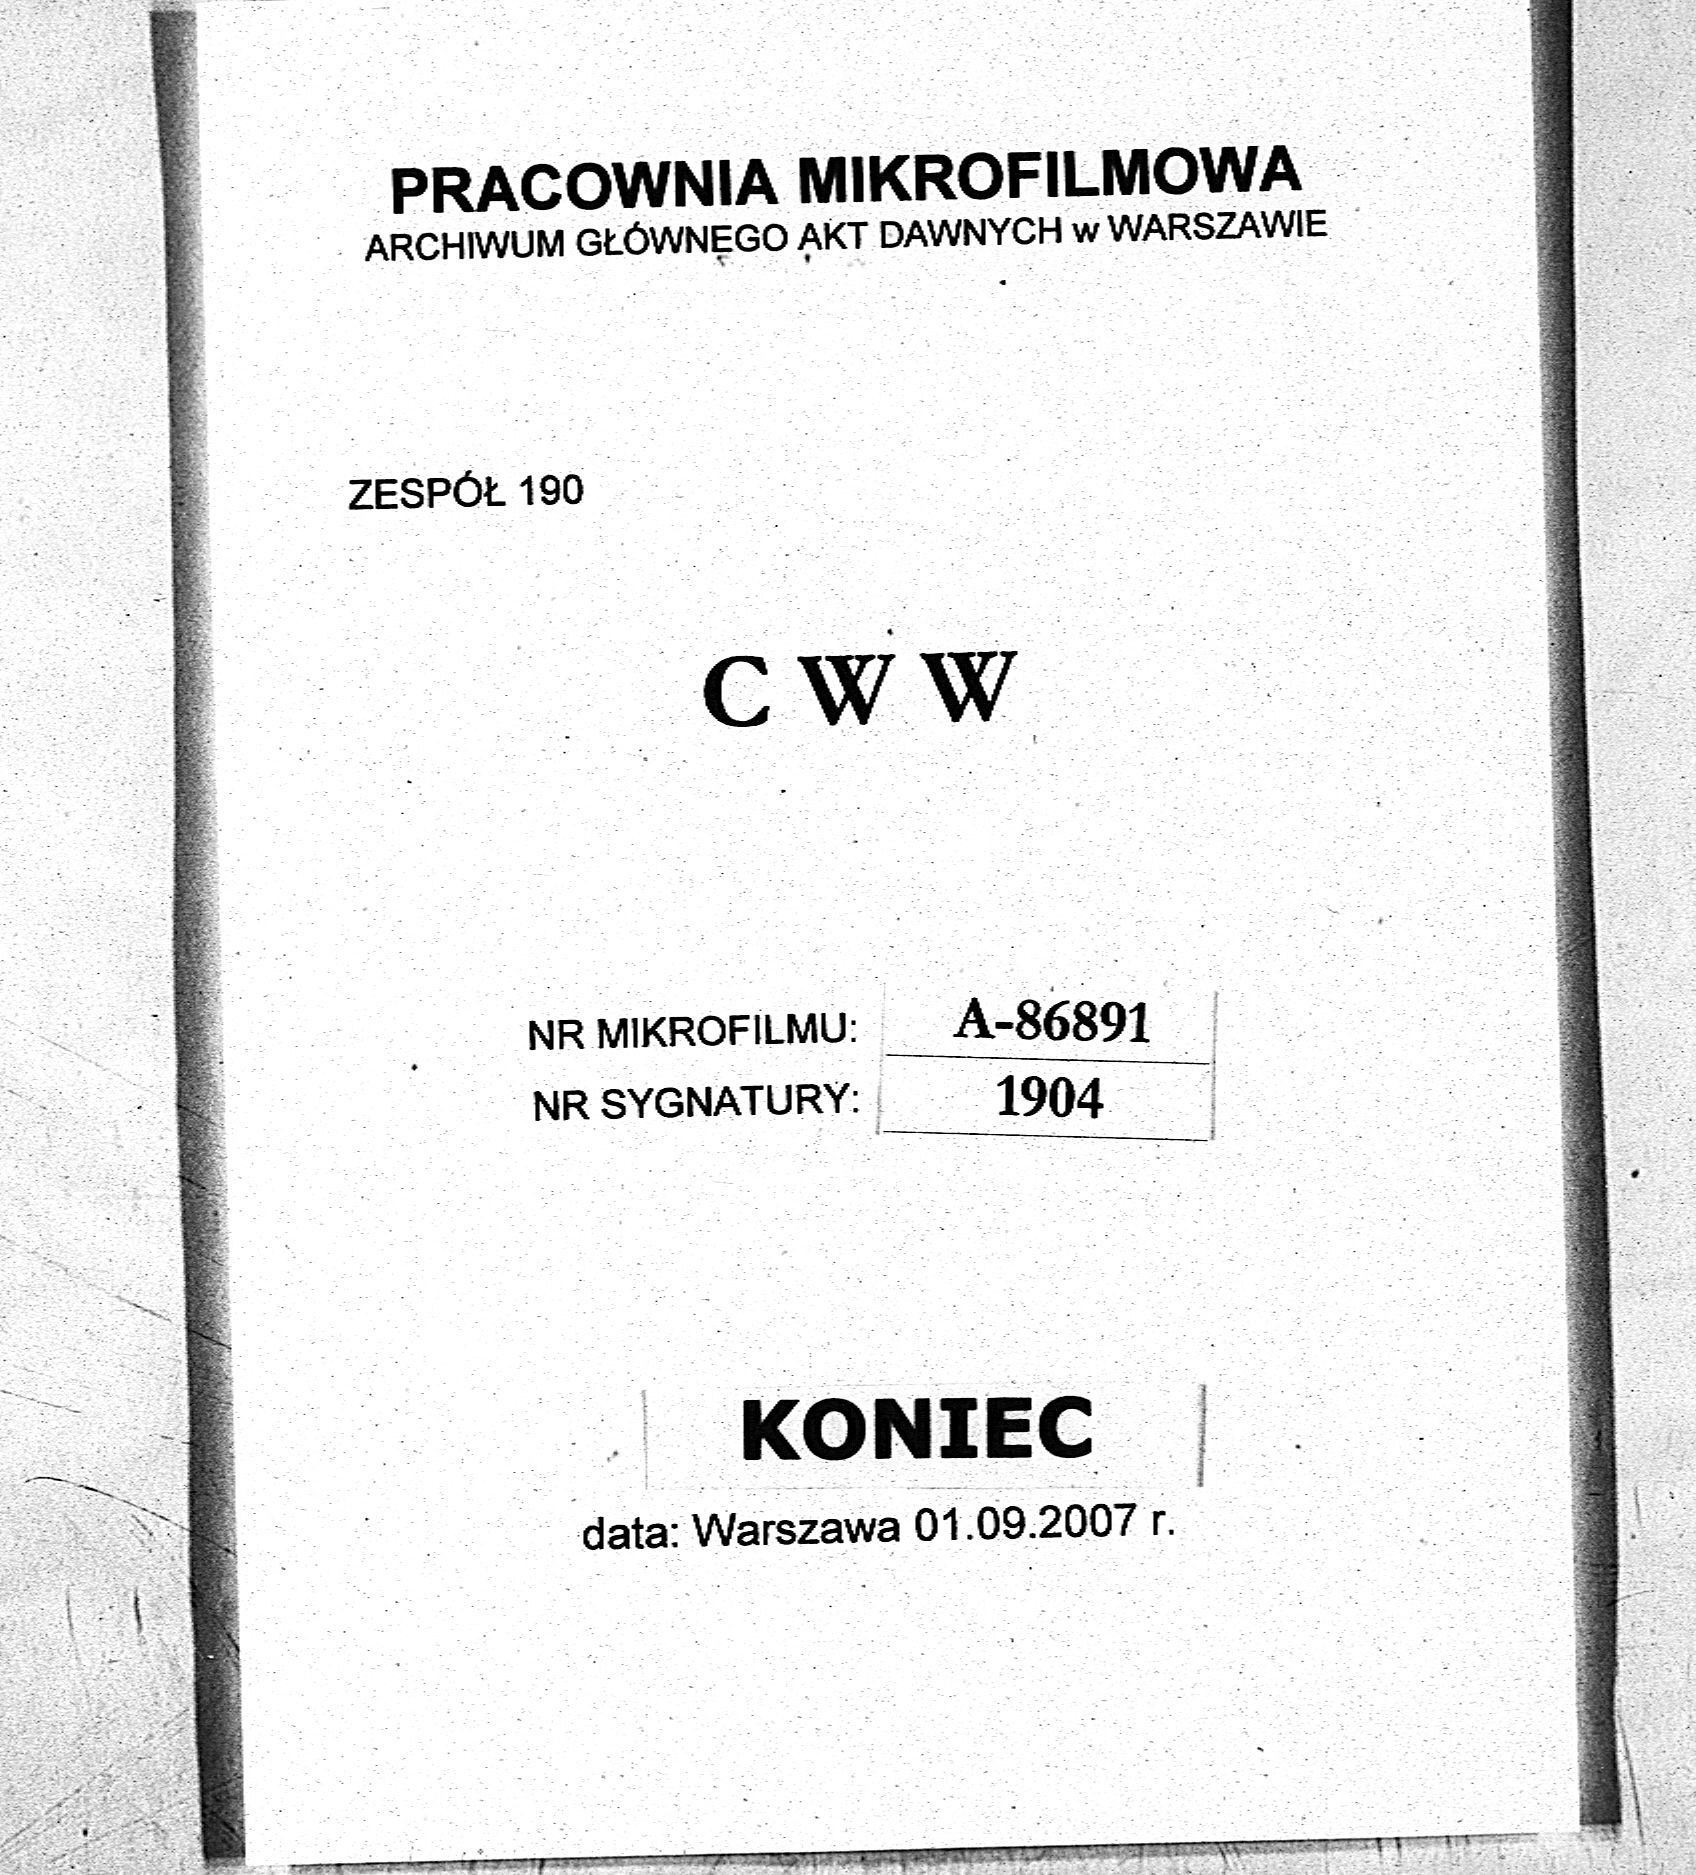 PRACOWNIA MIKROFILMOWA
ARCHIWUM GŁÓWNEGO AKT DAWNYCH w WARSZAWIE
ZESPÓŁ 190
C W W
NR MIKROFILMU: A-86891
NR SYGNATURY: 1904
KONIEC
data: Warszawa 01.09.2007 r.